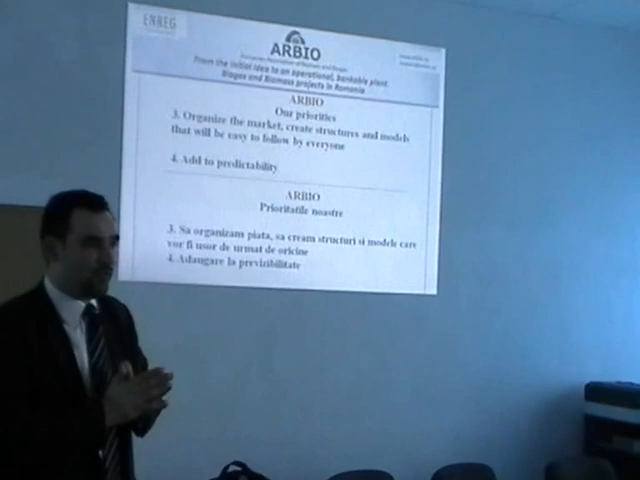 ENREG
ARBIO
From the initial idea to an operational, bankable plant
Biogas and Biomass projects in Romania
ARBIO
Our priorities
3. Organize the market, create structures and models
that will be easy to follow by everyone
4. Add to predictability
ARBIO
Prioritatile noastre
3. Sa organizam piata, sa cream structuri si modele care
vor fi usor de urmat de oricine
4. Adaugare la previzibilitate